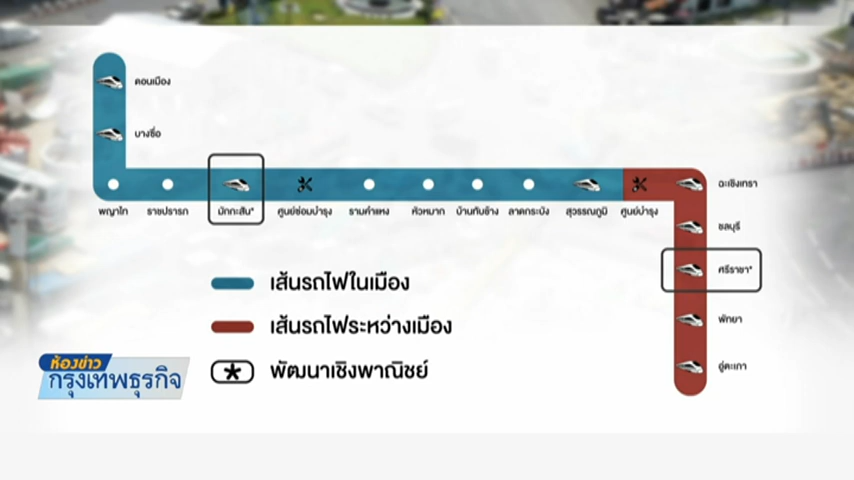 ดอนเมือง
บางซื่อ
พญาไท
ราชปรารภ
มักกะสัน*
ศูนย์ซ่อมบำรุง
รามคำแหง
หัวหมาก
บ้านทับช้าง
ลาดกระบัง
สุวรรณภูมิ
ศูนย์บำรุง
ฉะเชิงเทรา
ชลบุรี
ศรีราชา*
พัทยา
อู่ตะเภา
เส้นรถไฟในเมือง
เส้นรถไฟระหว่างเมือง
* พัฒนาเชิงพาณิชย์
ห้องข่าว
กรุงเทพธุรกิจ